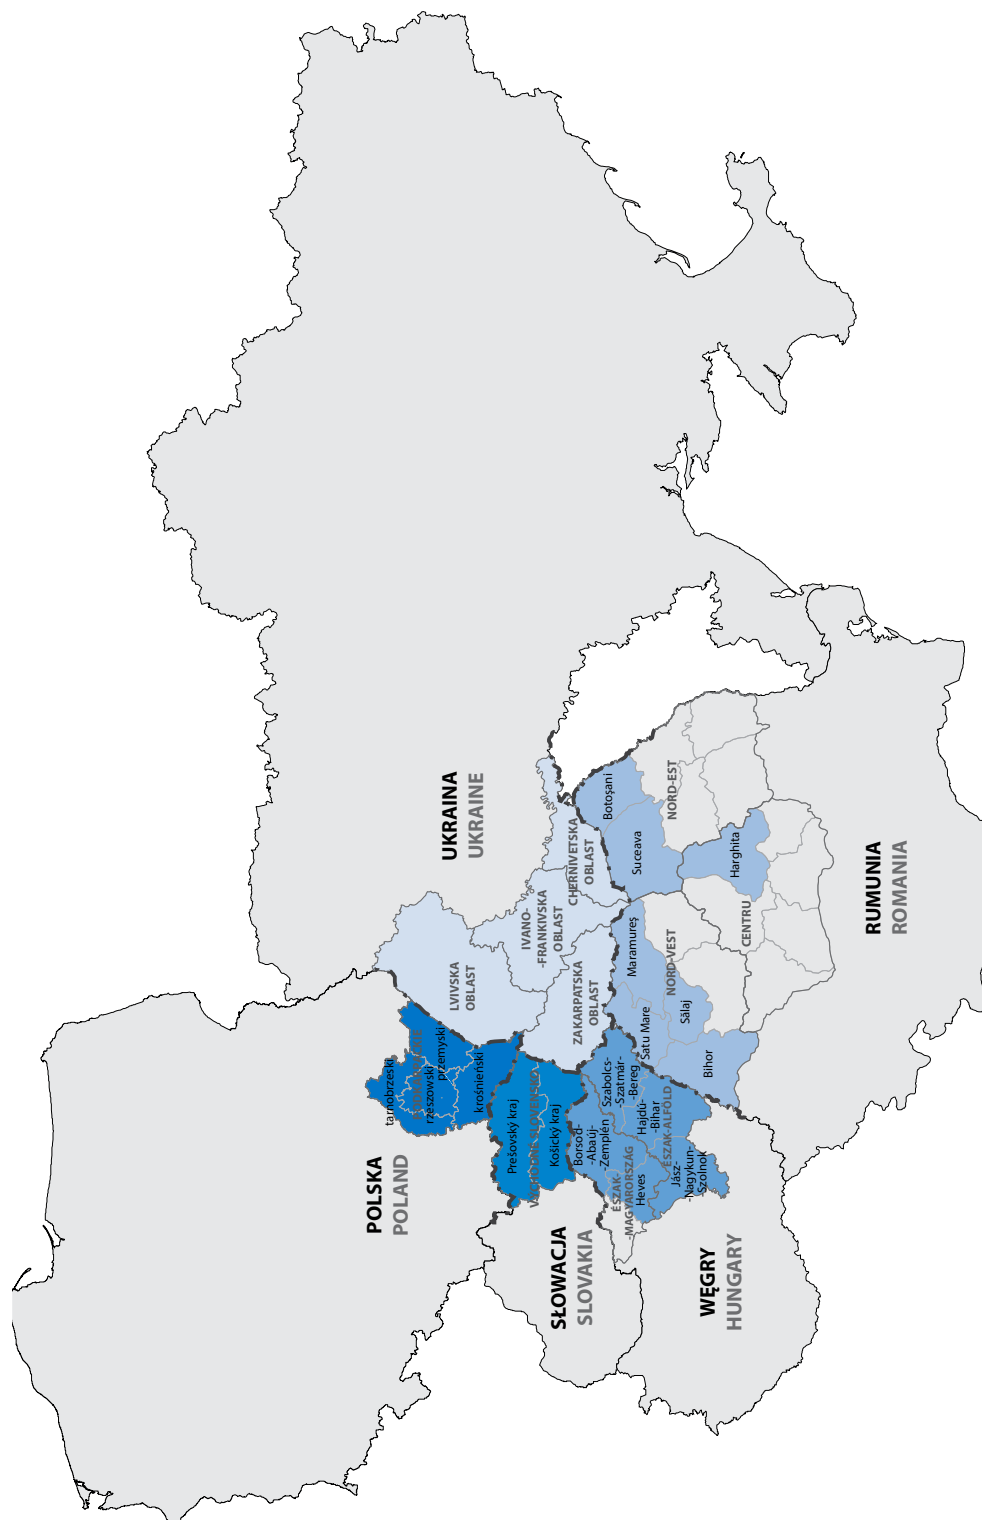 POLSKA
POLAND
tarnobrzeski
rzeszowski
przemyski
krośnieński
UKRAINA
UKRAINE
LVIVSKA
OBLAST
IVANO-
-FRANKIVSKA
OBLAST
CHERNIVETSKA
OBLAST
ZAKARPATSKA
OBLAST
SŁOWACJA
SLOVAKIA
Prešovský kraj
VÝCHODNÉ SLOVENSKO
Košický kraj
WĘGRY
HUNGARY
Borsod-
-Abaúj-
Zemplén
Szabolcs-
-Szatmár-
-Bereg
ÉSZAK-
-MAGYARORSZÁG
Heves
Hajdú-
-Bihar
ÉSZAK-ALFÖLD
Jász-
-Nagykun-
-Szolnok
RUMUNIA
ROMANIA
Maramureş
Satu Mare
NORD-VEST
Sălaj
Bihor
Botoşani
Suceava
NORD-EST
Harghita
CENTRU